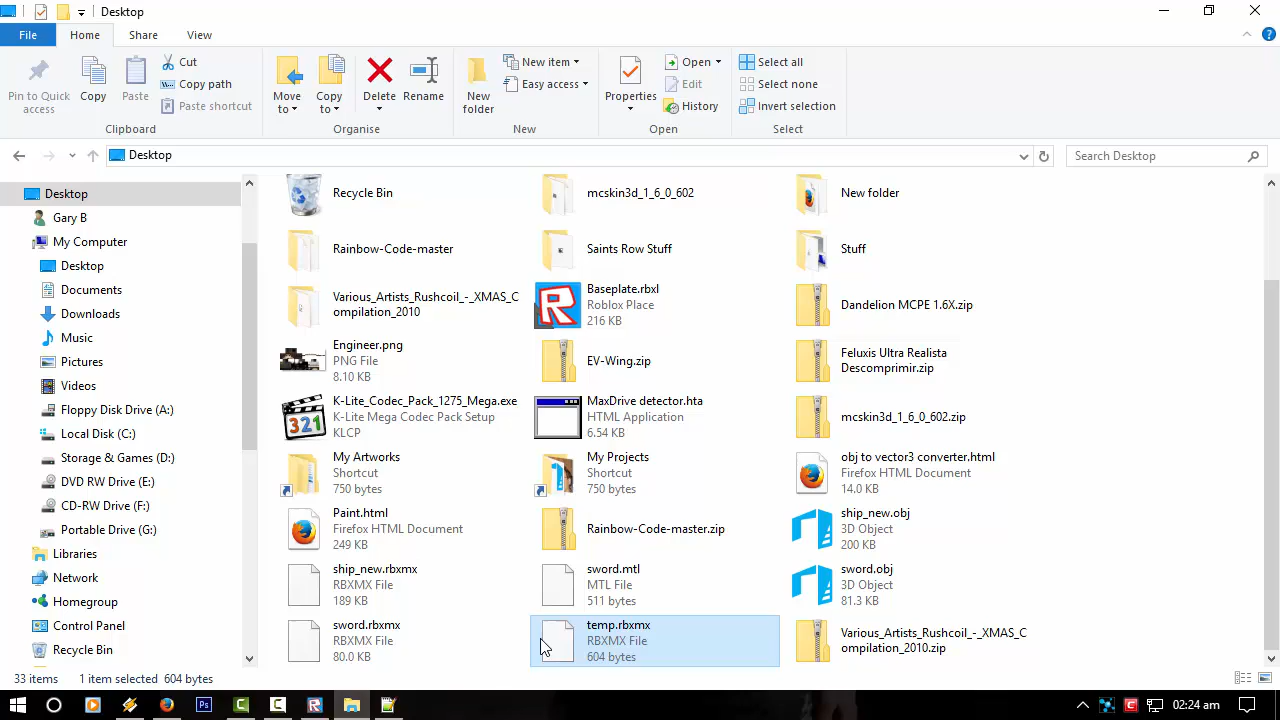 Desktop
File
Home
Share
View
Pin to Quick
access
Copy
Paste
Cut
Copy path
Paste shortcut
Clipboard
Move
to
Copy
to
Delete
Rename
Organise
New
folder
New item
Easy access
New
Properties
Open
Edit
History
Open
Select all
Select none
Invert selection
Select
Desktop
Search Desktop
Desktop
Gary B
My Computer
Desktop
Documents
Downloads
Music
Pictures
Videos
Floppy Disk Drive (A:)
Local Disk (C:)
Storage & Games (D:)
DVD RW Drive (E:)
CD-RW Drive (F:)
Portable Drive (G:)
Libraries
Network
Homegroup
Control Panel
Recycle Bin
Recycle Bin
mcskin3d_1_6_0_602
New folder
Rainbow-Code-master
Saints Row Stuff
Stuff
Various_Artists_Rushcoil_-_XMAS_C
ompilation_2010
Baseplate.rbxl
Roblox Place
216 KB
Dandelion MCPE 1.6X.zip
Engineer.png
PNG File
8.10 KB
EV-Wing.zip
Feluxis Ultra Realista
Descomprimir.zip
321
K-Lite_Codec_Pack_1275_Mega.exe
K-Lite Mega Codec Pack Setup
KLCP
MaxDrive detector.hta
HTML Application
6.54 KB
mcskin3d_1_6_0_602.zip
My Artworks
Shortcut
750 bytes
My Projects
Shortcut
750 bytes
obj to vector3 converter.html
Firefox HTML Document
14.0 KB
Paint.html
Firefox HTML Document
249 KB
Rainbow-Code-master.zip
ship_new.obj
3D Object
200 KB
ship_new.rbxmx
RBXMX File
189 KB
sword.mtl
MTL File
511 bytes
sword.obj
3D Object
81.3 KB
sword.rbxmx
RBXMX File
80.0 KB
temp.rbxmx
RBXMX File
604 bytes
Various_Artists_Rushcoil_-_XMAS_C
ompilation_2010.zip
33 items
1 item selected 604 bytes
02:24 am